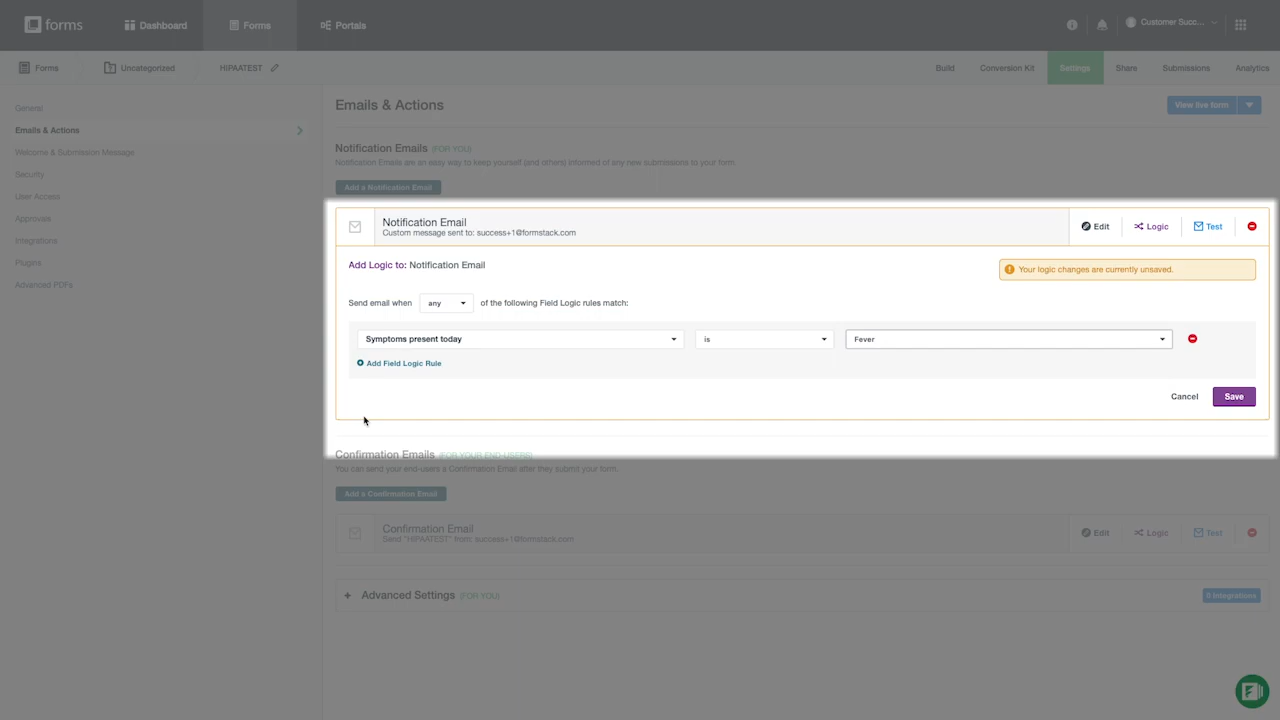 forms
Dashboard
Forms
Portals
Customer Succ...
Forms
Uncategorized
HIPAATEST
Build
Conversion Kit
Settings
Share
Submissions
Analytics
General
Emails & Actions
Welcome & Submission Message
Security
User Access
Approvals
Integrations
Plugins
Advanced PDFs
Emails & Actions
View live form
Notification Emails (FOR YOU)
Notification Emails are an easy way to keep yourself (and others) informed of any new submissions to your form
Add a Notification Email
Notification Email
Custom message sent to: success+1@formstack.com
Edit
Logic
Test
Add Logic to: Notification Email
Your logic changes are currently unsaved.
Send email when any of the following Field Logic rules match:
Symptoms present today
is
Fever
Add Field Logic Rule
Cancel
Save
Confirmation Emails (FOR YOUR END-USERS)
You can send your end-users a Confirmation Email after they submit your form.
Add a Confirmation Email
Confirmation Email
Send "HIPAATEST" from: success+1@formstack.com
Edit
Logic
Test
+ Advanced Settings (FOR YOU)
0 Integrations